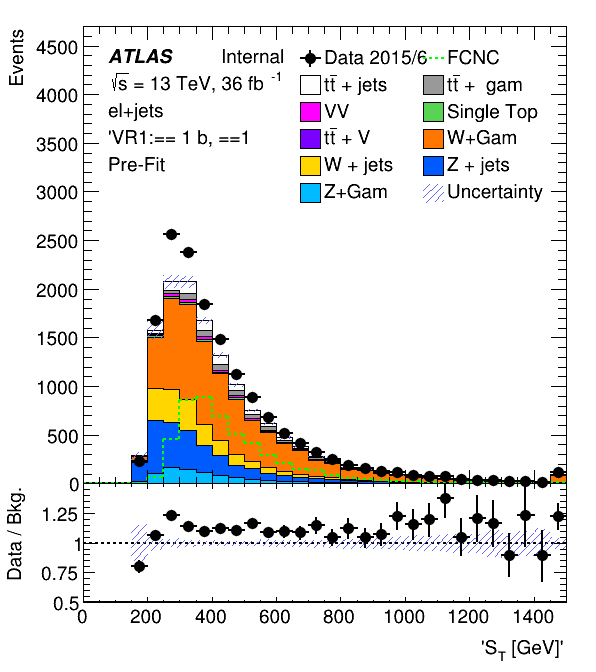 Events
4500
4000
3500
3000
2500
2000
1500
1000
500
0
ATLAS Internal
√s = 13 TeV, 36 fb -1
el+jets
'VR1:== 1 b, ==1
Pre-Fit
Data 2015/6 FCNC
tt̄ + jets tt̄ + gam
VV Single Top
tt̄ + V W+Gam
W + jets Z + jets
Z+Gam Uncertainty
Data / Bkg.
1.25
1
0.75
0.5
0 200 400 600 800 1000 1200 1400
'S_T [GeV]'